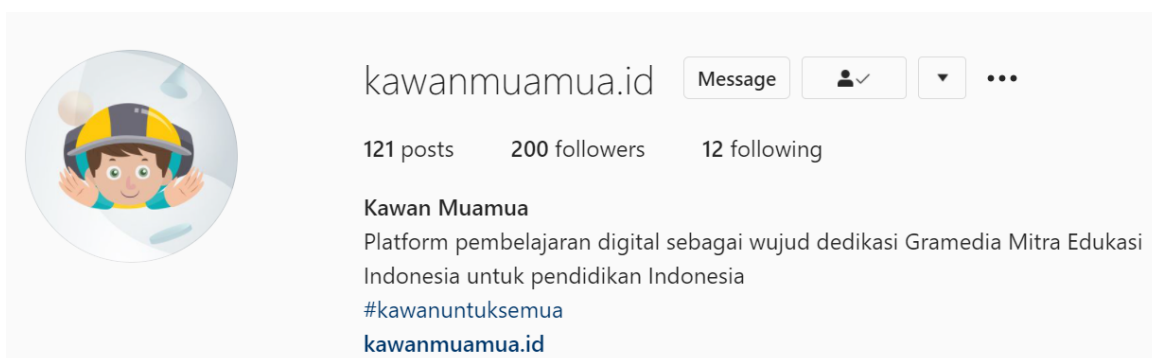 kawanmuamua.id Message
121 posts 200 followers 12 following
Kawan Muamua
Platform pembelajaran digital sebagai wujud dedikasi Gramedia Mitra Edukasi
Indonesia untuk pendidikan Indonesia
#kawanuntuksemua
kawanmuamua.id